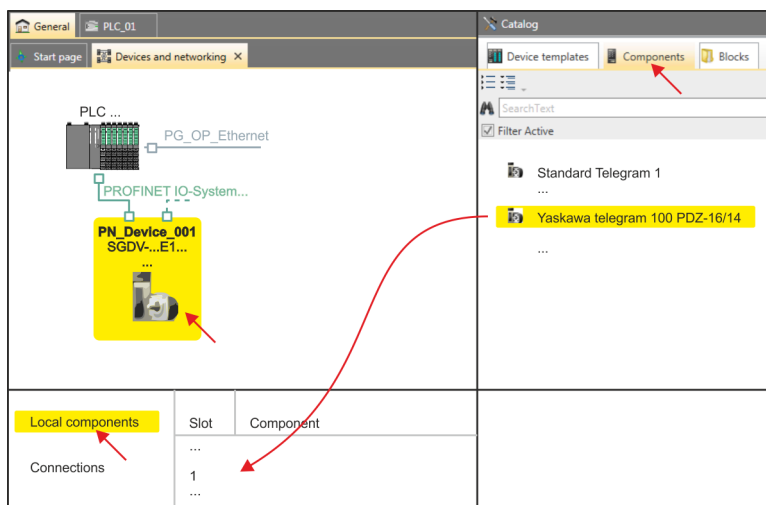 General
PLC_01
Start page
Devices and networking ×
PLC ...
PG_OP_Ethernet
PROFINET IO-System...
PN_Device_001
SGDV-...E1...
...
Local components
Connections
Slot
Component
...
1
...
Catalog
Device templates
Components
Blocks
SearchText
Filter Active
Standard Telegram 1
...
Yaskawa telegram 100 PDZ-16/14
...